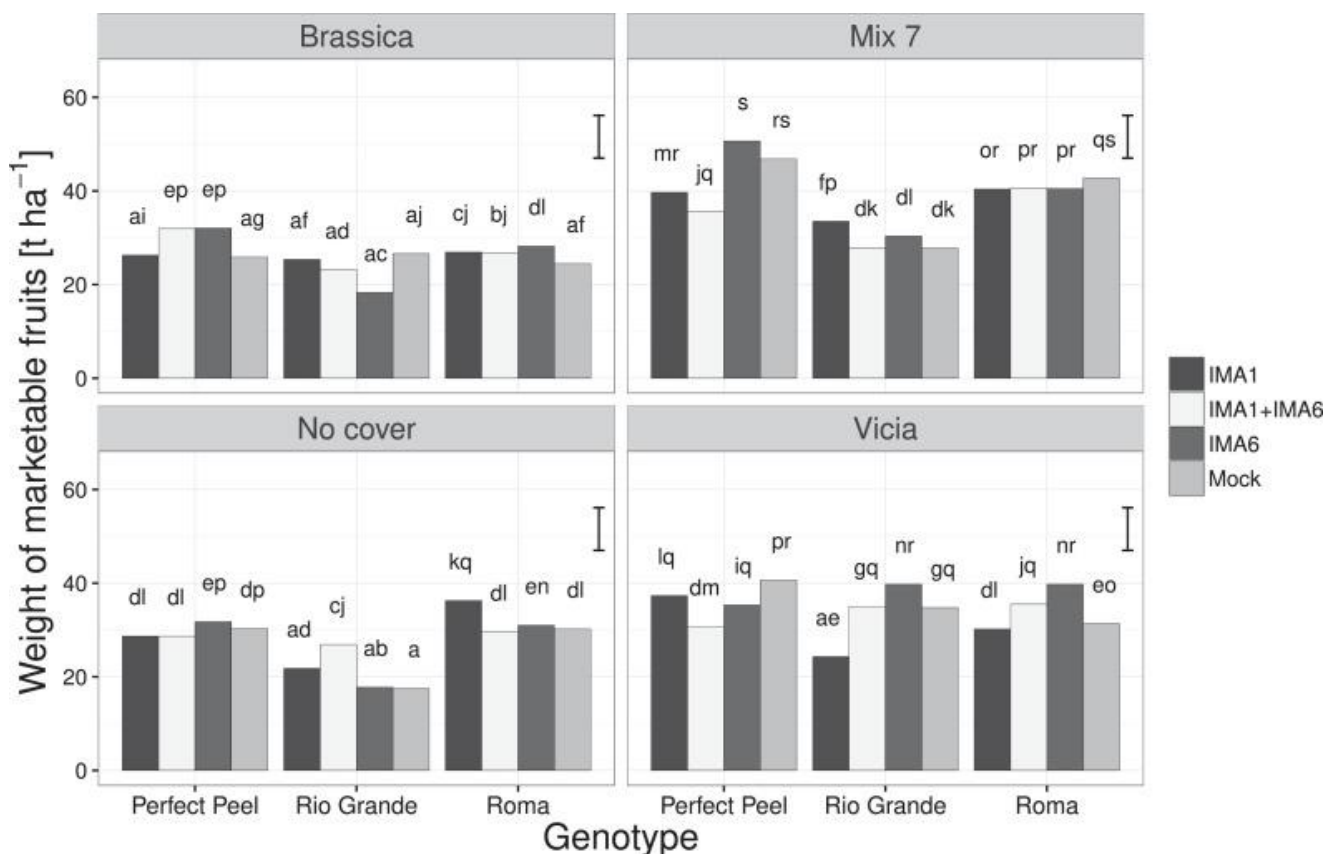 Brassica
Mix 7
Weight of marketable fruits [t ha⁻¹]
60
40
20
0
ai ep ep ag af ad ac aj cj bj dl af
mr jq s rs fp dk dl dk or pr pr qs
IMA1
IMA1+IMA6
IMA6
Mock
No cover
Vicia
60
40
20
0
dl dl ep dp ad cj ab a kq dl en dl
lq dm iq pr ae gq nr gq dl jq nr eo
Perfect Peel Rio Grande Roma
Perfect Peel Rio Grande Roma
Genotype